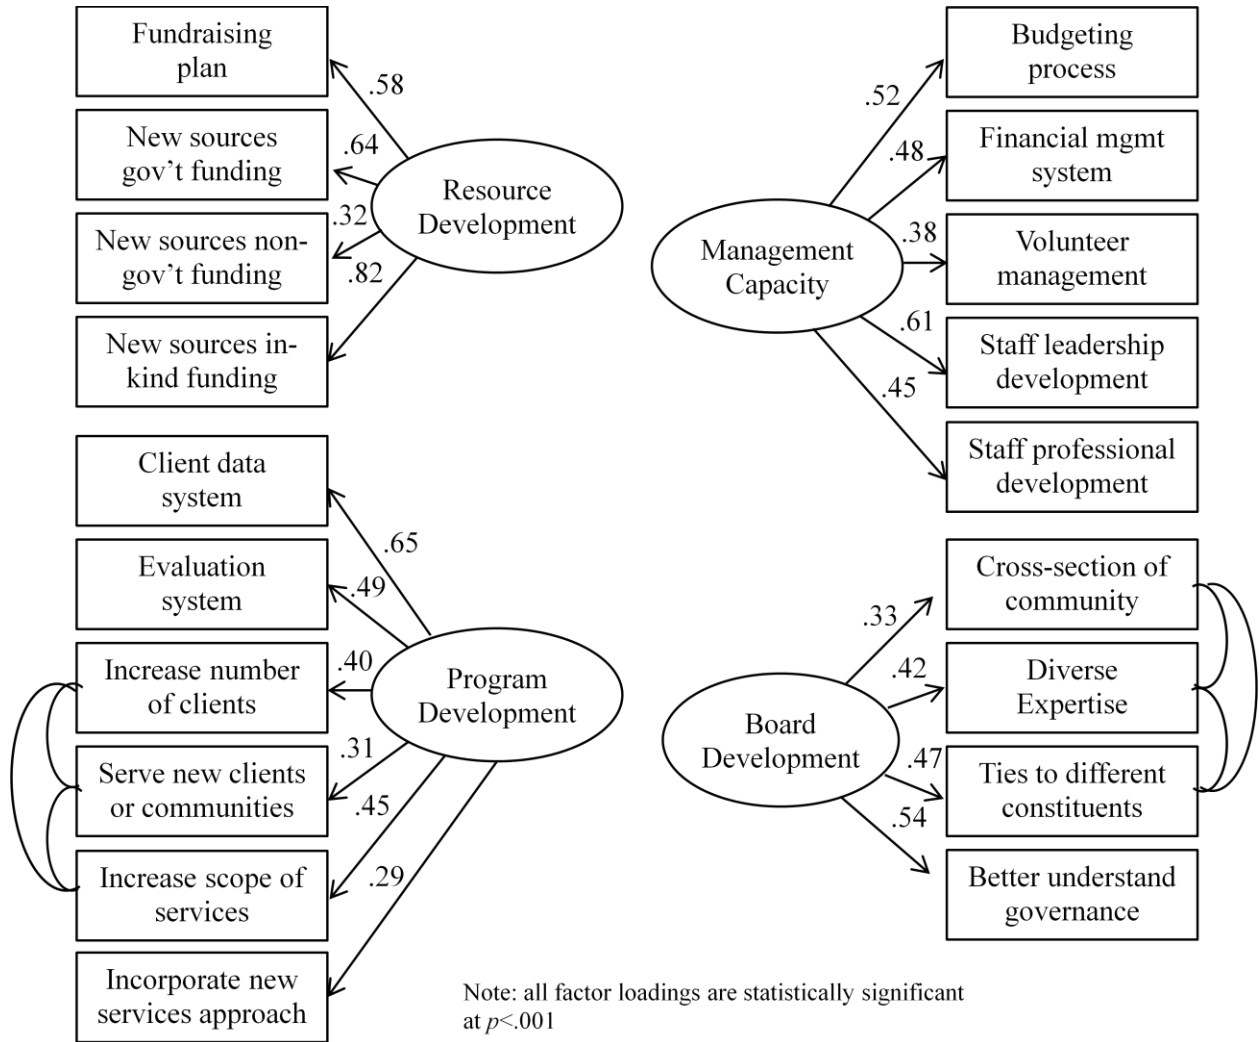 Fundraising
plan
.58
New sources
gov’t funding
.64
New sources non-
gov’t funding
.32
New sources in-
kind funding
.82
Resource
Development
Budgeting
process
.52
Financial mgmt
system
.48
Volunteer
management
.38
Staff leadership
development
.61
Staff professional
development
.45
Management
Capacity
Client data
system
.65
Evaluation
system
.49
Increase number
of clients
.40
Serve new clients
or communities
.31
Increase scope of
services
.45
Incorporate new
services approach
.29
Program
Development
Cross-section of
community
.33
Diverse
Expertise
.42
Ties to different
constituents
.47
Better understand
governance
.54
Board
Development
Note: all factor loadings are statistically significant
at p<.001